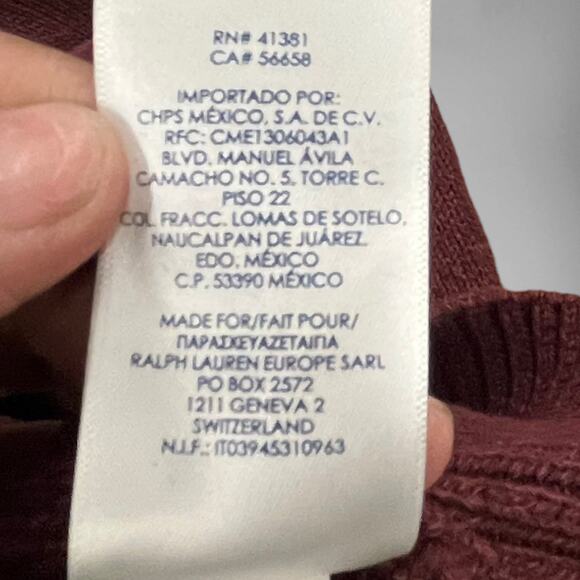 RN# 41381
CA# 56658
IMPORTADO POR:
CHPS MÉXICO, S.A. DE C.V.
RFC: CME1306043A1
BLVD. MANUEL ÁVILA
CAMACHO NO. 5, TORRE C.
PISO 22
COL. FRACC. LOMAS DE SOTELO,
NAUCALPAN DE JUÁREZ
EDO. MÉXICO
C.P. 53390 MÉXICO
MADE FOR/FAIT POUR/
ΠΑΡΑΣΚΕΥΑΖΕΤΑΙΓΙΑ
RALPH LAUREN EUROPE SARL
PO BOX 2572
1211 GENEVA 2
SWITZERLAND
N.I.F.: IT03945310963